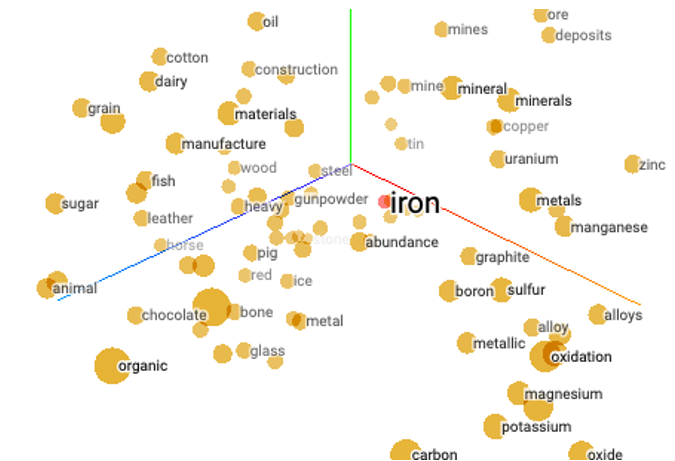 oil
ore
mines
deposits
cotton
construction
dairy
mine
mineral
minerals
grain
materials
copper
manufacture
tin
uranium
zinc
wood
steel
fish
sugar
heavy
gunpowder
iron
metals
leather
manganese
horse
stone
abundance
pig
graphite
red
ice
animal
boron
sulfur
chocolate
bone
metal
alloys
alloy
glass
metallic
oxidation
organic
magnesium
potassium
carbon
oxide